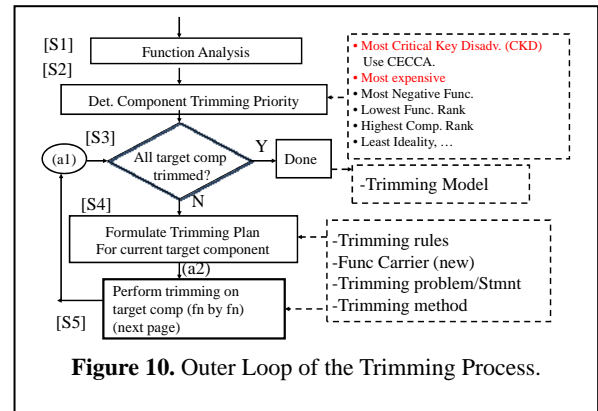 [S1]
Function Analysis
[S2]
Det. Component Trimming Priority
• Most Critical Key Disadv. (CKD)
Use CECCA.
• Most expensive
• Most Negative Func.
• Lowest Func. Rank
• Highest Comp. Rank
• Least Ideality, …
[S3]
(a1)
All target comp
trimmed?
Y
Done
-Trimming Model
N
[S4]
Formulate Trimming Plan
For current target component
-Trimming rules
-Func Carrier (new)
-Trimming problem/Stmnt
-Trimming method
(a2)
Perform trimming on
target comp (fn by fn)
(next page)
[S5]
Figure 10. Outer Loop of the Trimming Process.